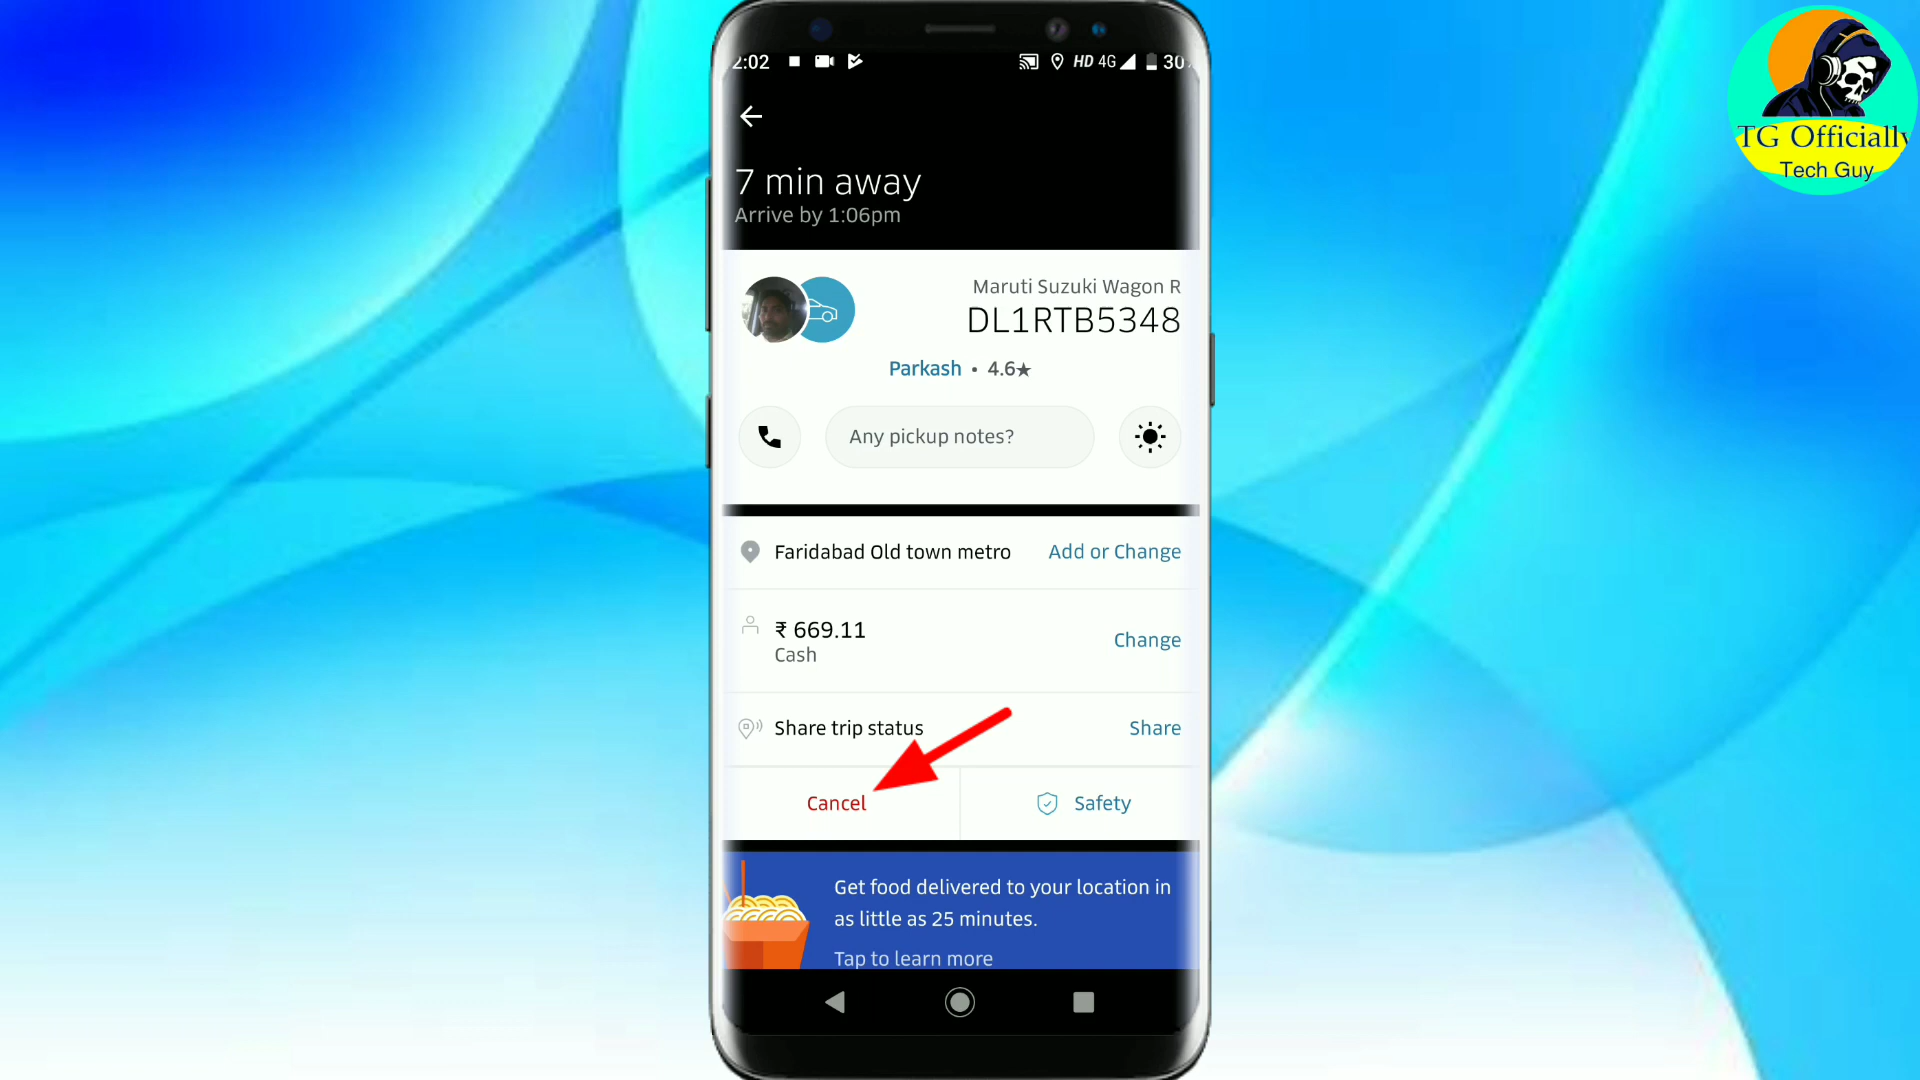 2:02 HD 4G 30
TG Officially
Tech Guy
7 min away
Arrive by 1:06pm
Maruti Suzuki Wagon R
DL1RTB5348
Parkash • 4.6★
Any pickup notes?
Faridabad Old town metro Add or Change
₹ 669.11 Change
Cash
Share trip status Share
Cancel Safety
Get food delivered to your location in
as little as 25 minutes.
Tap to learn more